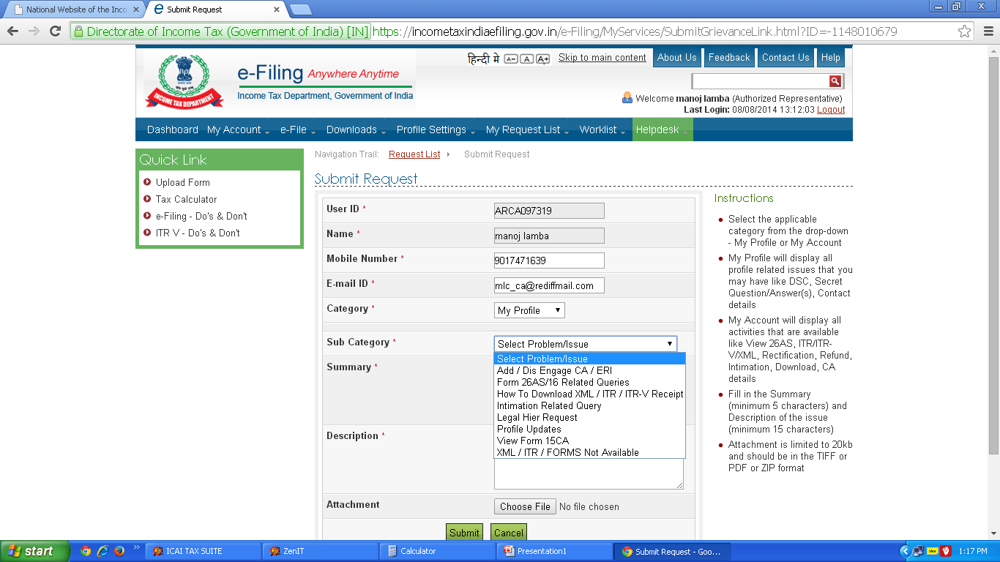 National Website of the Inco
Submit Request
Directorate of Income Tax (Government of India) [IN] https://incometaxindiaefiling.gov.in/e-Filing/MyServices/SubmitGrievanceLink.html?ID=-1148010679
हिन्दी मे A- A A+ Skip to main content About Us Feedback Contact Us Help
e-Filing Anywhere Anytime
Income Tax Department, Government of India
INCOME TAX DEPARTMENT
Welcome manoj lamba (Authorized Representative)
Last Login: 08/08/2014 13:12:03 Logout
Dashboard My Account e-File Downloads Profile Settings My Request List Worklist Helpdesk
Quick Link
Upload Form
Tax Calculator
e-Filing - Do's & Don't
ITR V - Do's & Don't
Navigation Trail: Request List Submit Request
Submit Request
User ID * ARCA097319
Name * manoj lamba
Mobile Number * 9017471639
E-mail ID * mlc_ca@rediffmail.com
Category * My Profile
Sub Category * Select Problem/Issue
Select Problem/Issue
Add / Dis Engage CA / ERI
Form 26AS/16 Related Queries
How To Download XML / ITR / ITR-V Receipt
Intimation Related Query
Legal Hier Request
Profile Updates
View Form 15CA
XML / ITR / FORMS Not Available
Summary *
Description *
Attachment Choose File No file chosen
Submit Cancel
Instructions
Select the applicable
category from the drop-down
- My Profile or My Account
My Profile will display all
profile related issues that you
may have like DSC, Secret
Question/Answer(s), Contact
details
My Account will display all
activities that are available
like View 26AS, ITR/ITR-
V/XML, Rectification, Refund,
Intimation, Download, CA
details
Fill in the Summary
(minimum 5 characters) and
Description of the issue
(minimum 15 characters)
Attachment is limited to 20kb
and should be in the TIFF or
PDF or ZIP format
start ICAI TAX SUITE ZenIT Calculator Presentation1 Submit Request - Goo... 1:17 PM